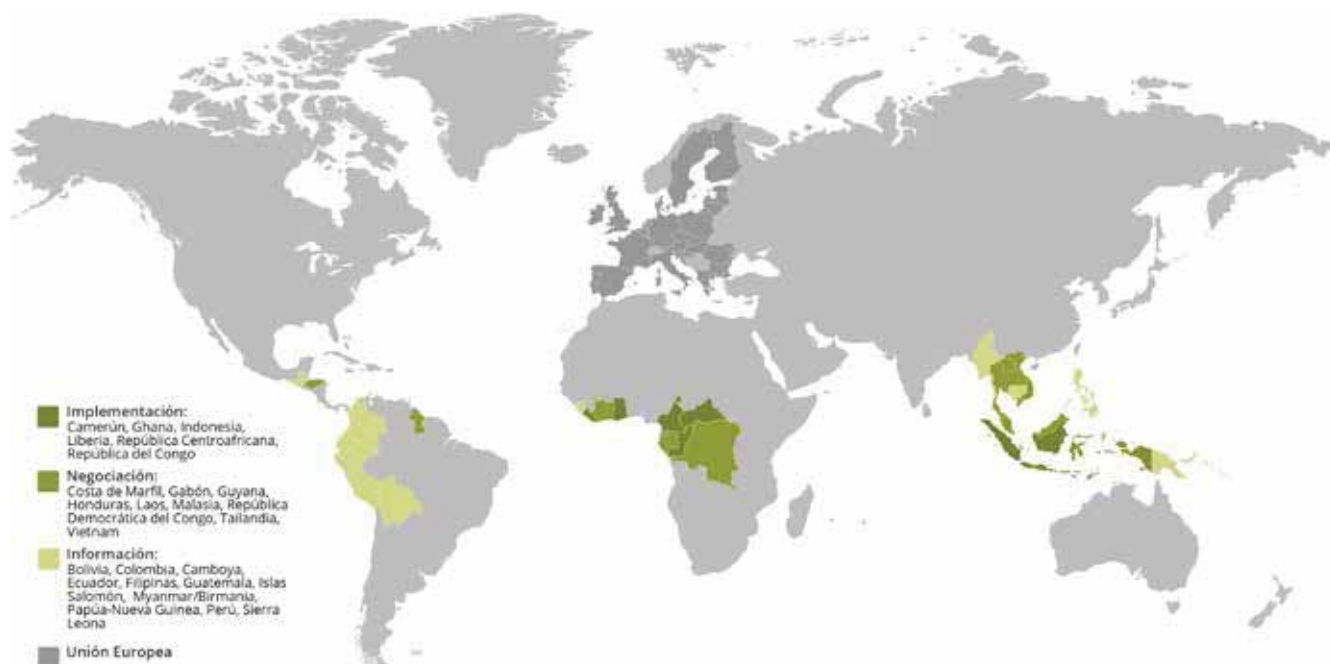 Implementación:
Camerún, Ghana, Indonesia,
Liberia, República Centroafricana,
República del Congo
Negociación:
Costa de Marfil, Gabón, Guyana,
Honduras, Laos, Malasia, República
Democrática del Congo, Tailandia,
Vietnam
Información:
Bolivia, Colombia, Camboya,
Ecuador, Filipinas, Guatemala, Islas
Salomón, Myanmar/Birmania,
Papúa-Nueva Guinea, Perú, Sierra
Leona
Unión Europea